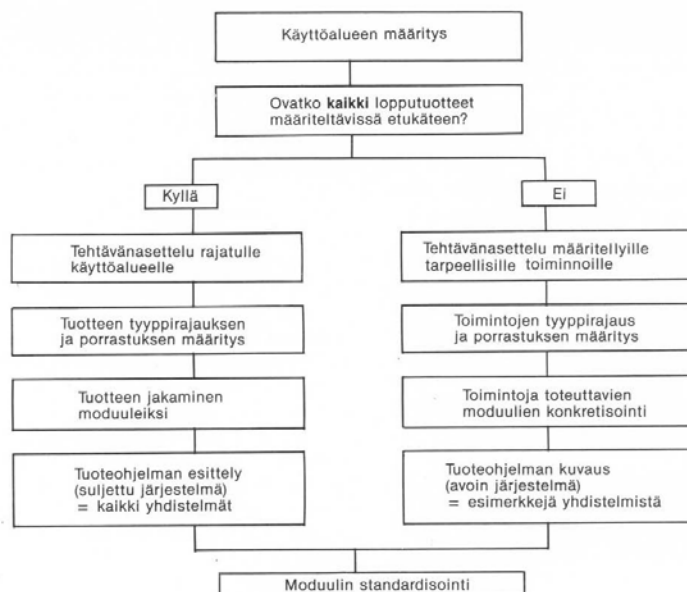 Käyttöalueen määritys
Ovatko kaikki lopputuotteet
määriteltävissä etukäteen?
Kyllä
Tehtävänasettelu rajatulle
käyttöalueelle
Tuotteen tyyppirajauksen
ja porrastuksen määritys
Tuotteen jakaminen
moduuleiksi
Tuoteohjelman esittely
(suljettu järjestelmä)
= kaikki yhdistelmät
Ei
Tehtävänasettelu määritellyille
tarpeellisille toiminnoille
Toimintojen tyyppirajaus
ja porrastuksen määritys
Toimintoja toteuttavien
moduulien konkretisointi
Tuoteohjelman kuvaus
(avoin järjestelmä)
= esimerkkejä yhdistelmistä
Moduulin standardisointi